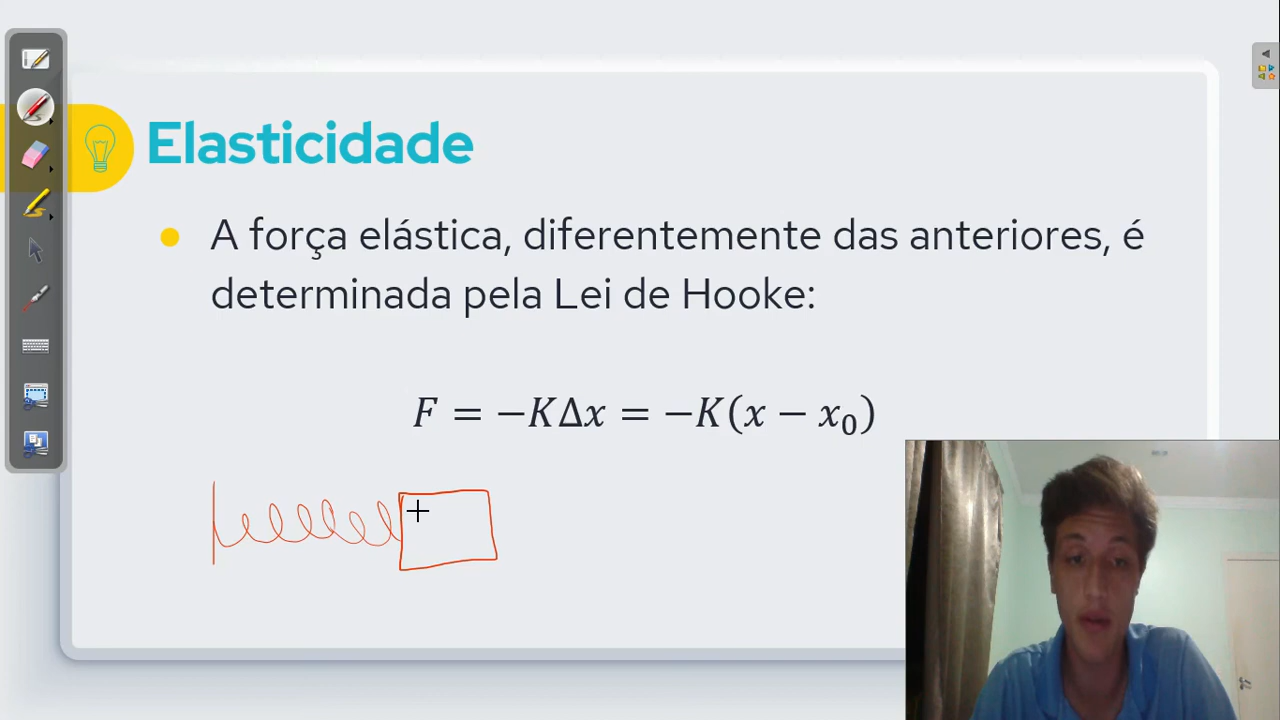 Elasticidade
A força elástica, diferentemente das anteriores, é
determinada pela Lei de Hooke:
F = −KΔx = −K(x − x₀)